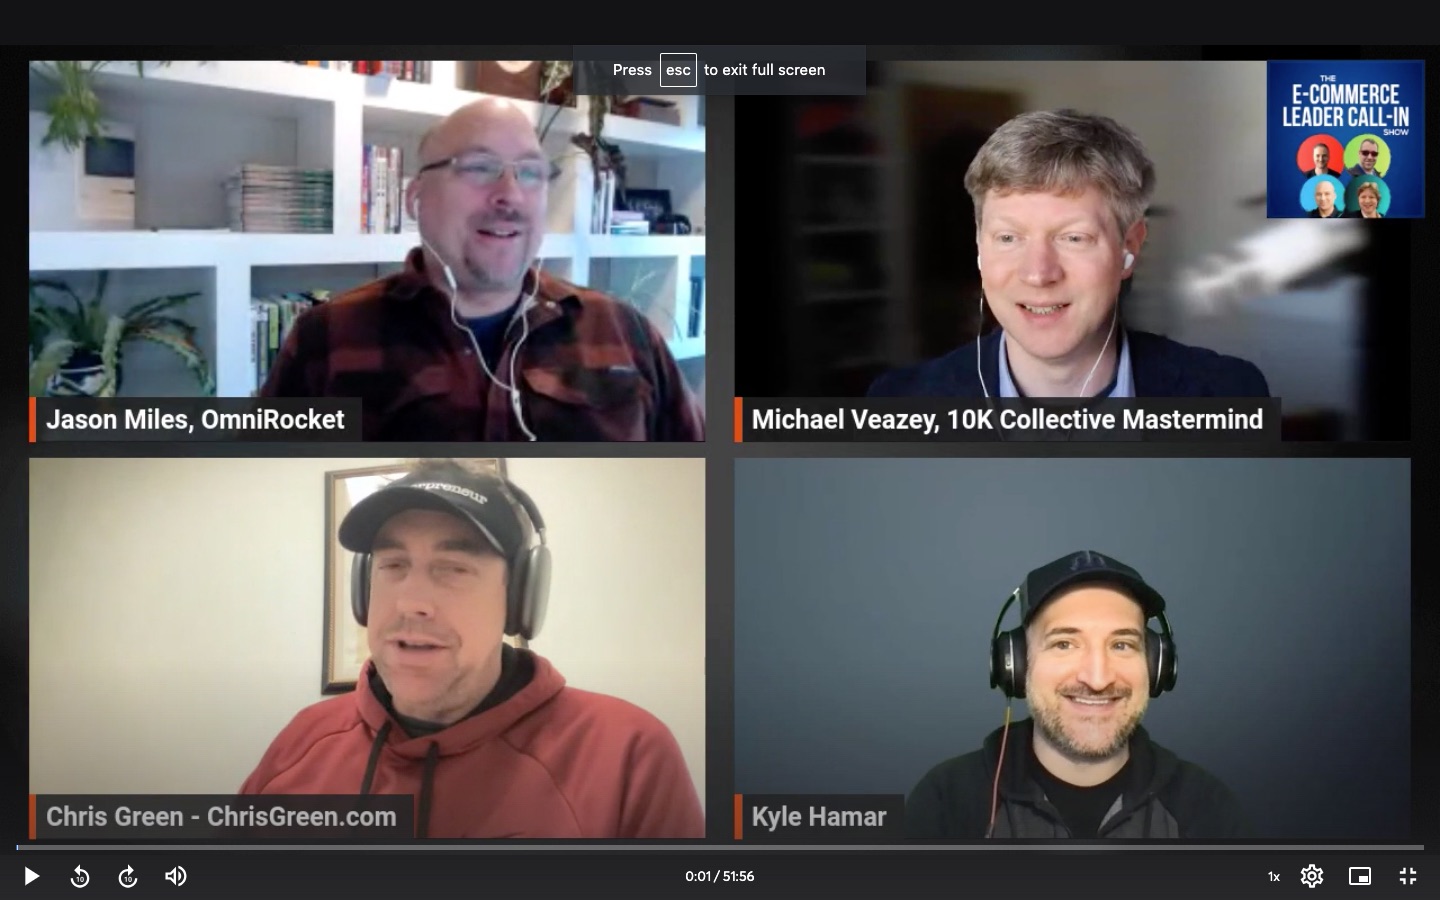 Press esc to exit full screen
THE
E-COMMERCE
LEADER CALL-IN
SHOW
Jason Miles, OmniRocket
Michael Veazey, 10K Collective Mastermind
Chris Green - ChrisGreen.com
Kyle Hamar
10
10
0:01 / 51:56
1x